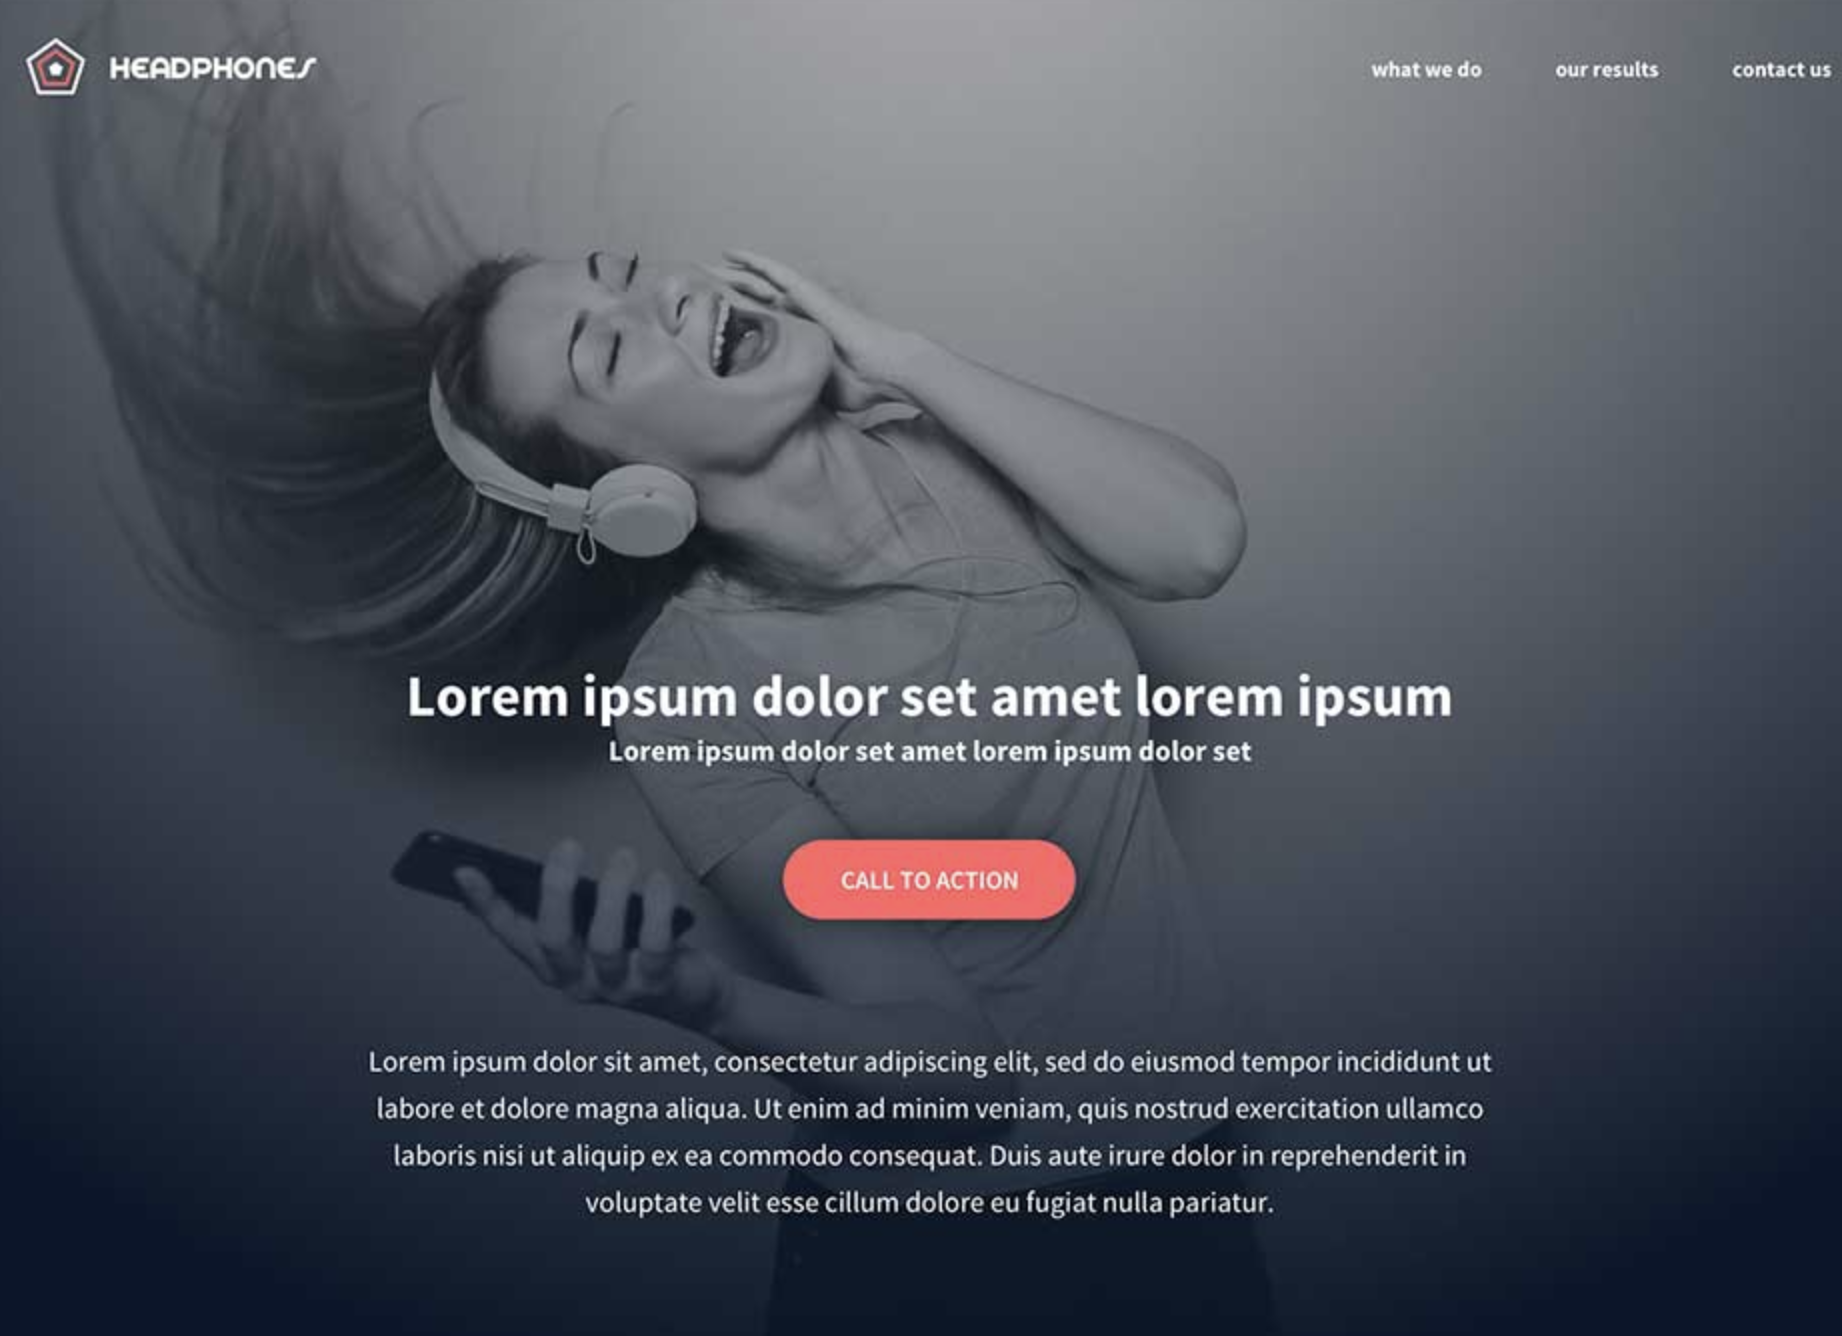 HEADPHONES
what we do
our results
contact us
Lorem ipsum dolor set amet lorem ipsum
Lorem ipsum dolor set amet lorem ipsum dolor set
CALL TO ACTION
Lorem ipsum dolor sit amet, consectetur adipiscing elit, sed do eiusmod tempor incididunt ut
labore et dolore magna aliqua. Ut enim ad minim veniam, quis nostrud exercitation ullamco
laboris nisi ut aliquip ex ea commodo consequat. Duis aute irure dolor in reprehenderit in
voluptate velit esse cillum dolore eu fugiat nulla pariatur.